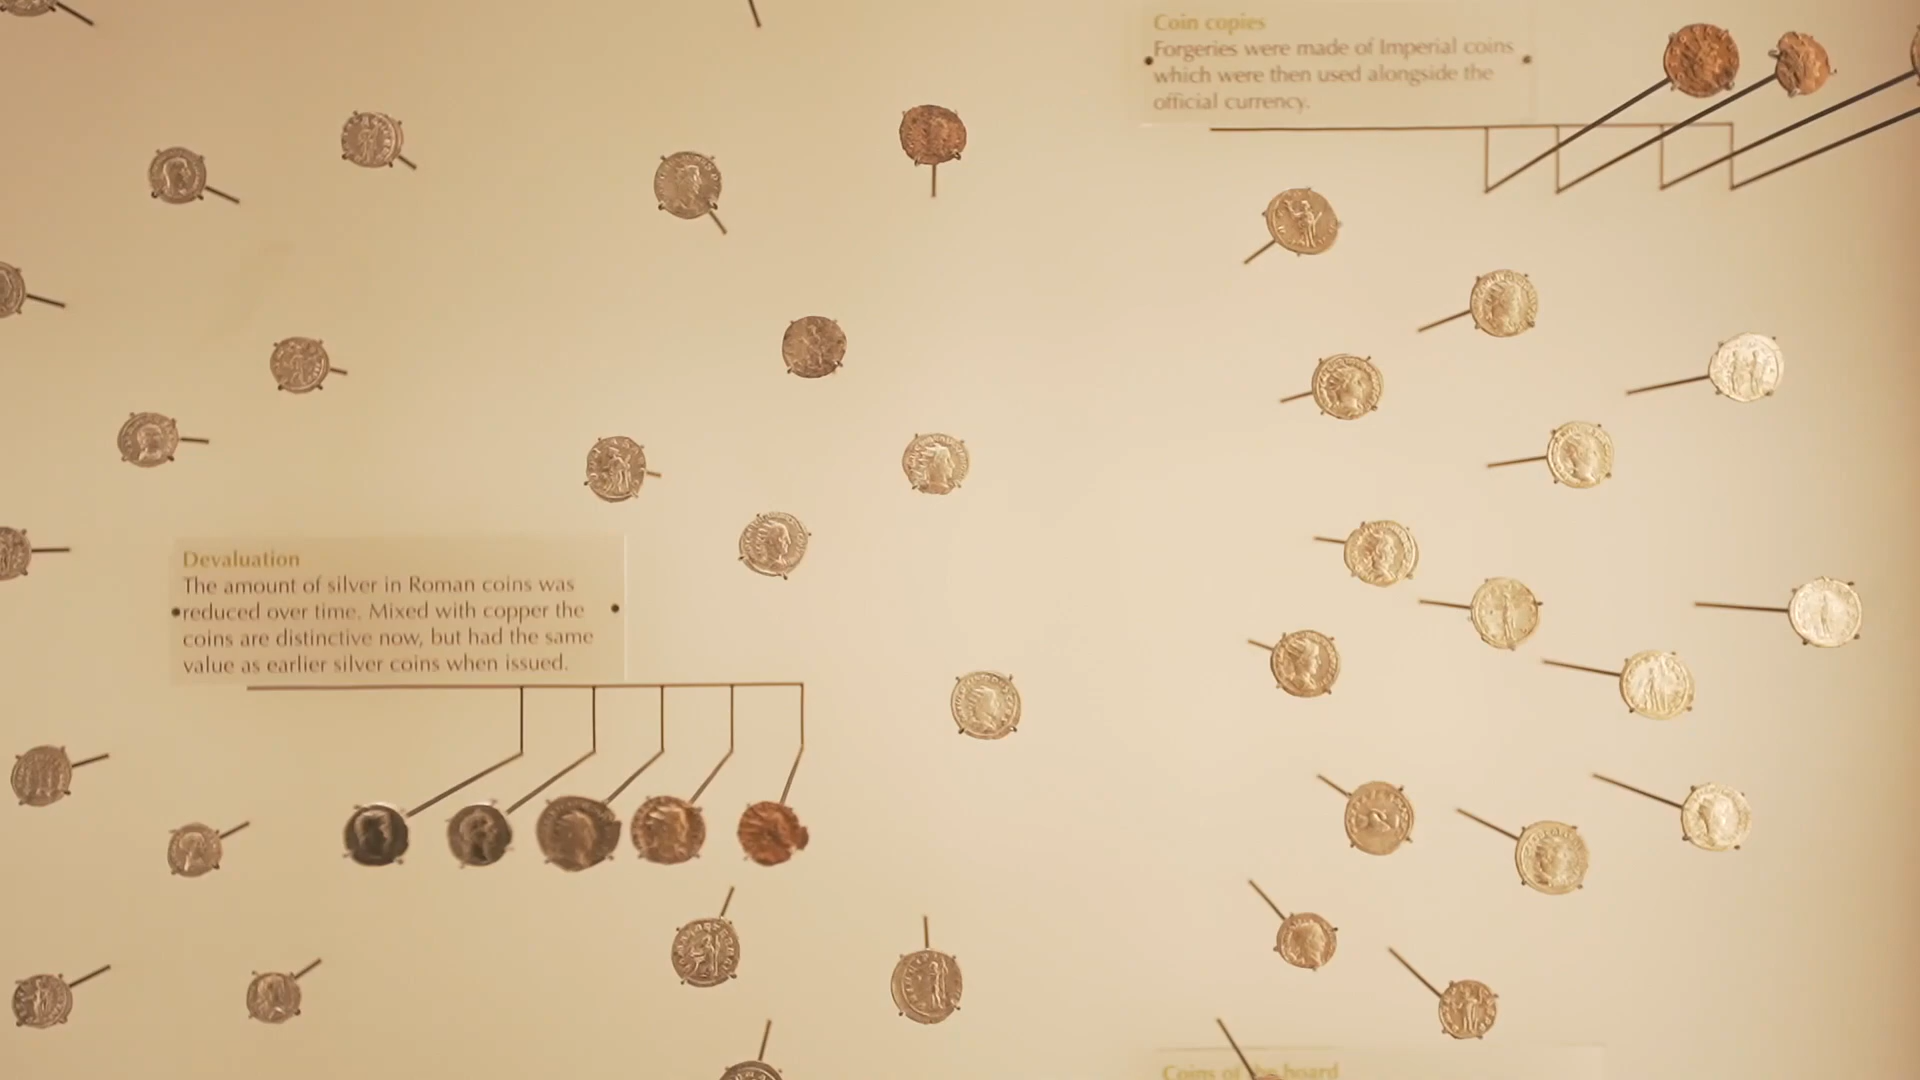 Coin copies
Forgeries were made of Imperial coins
which were then used alongside the
official currency.
Devaluation
The amount of silver in Roman coins was
reduced over time. Mixed with copper the
coins are distinctive now, but had the same
value as earlier silver coins when issued.
Coins of the hoard